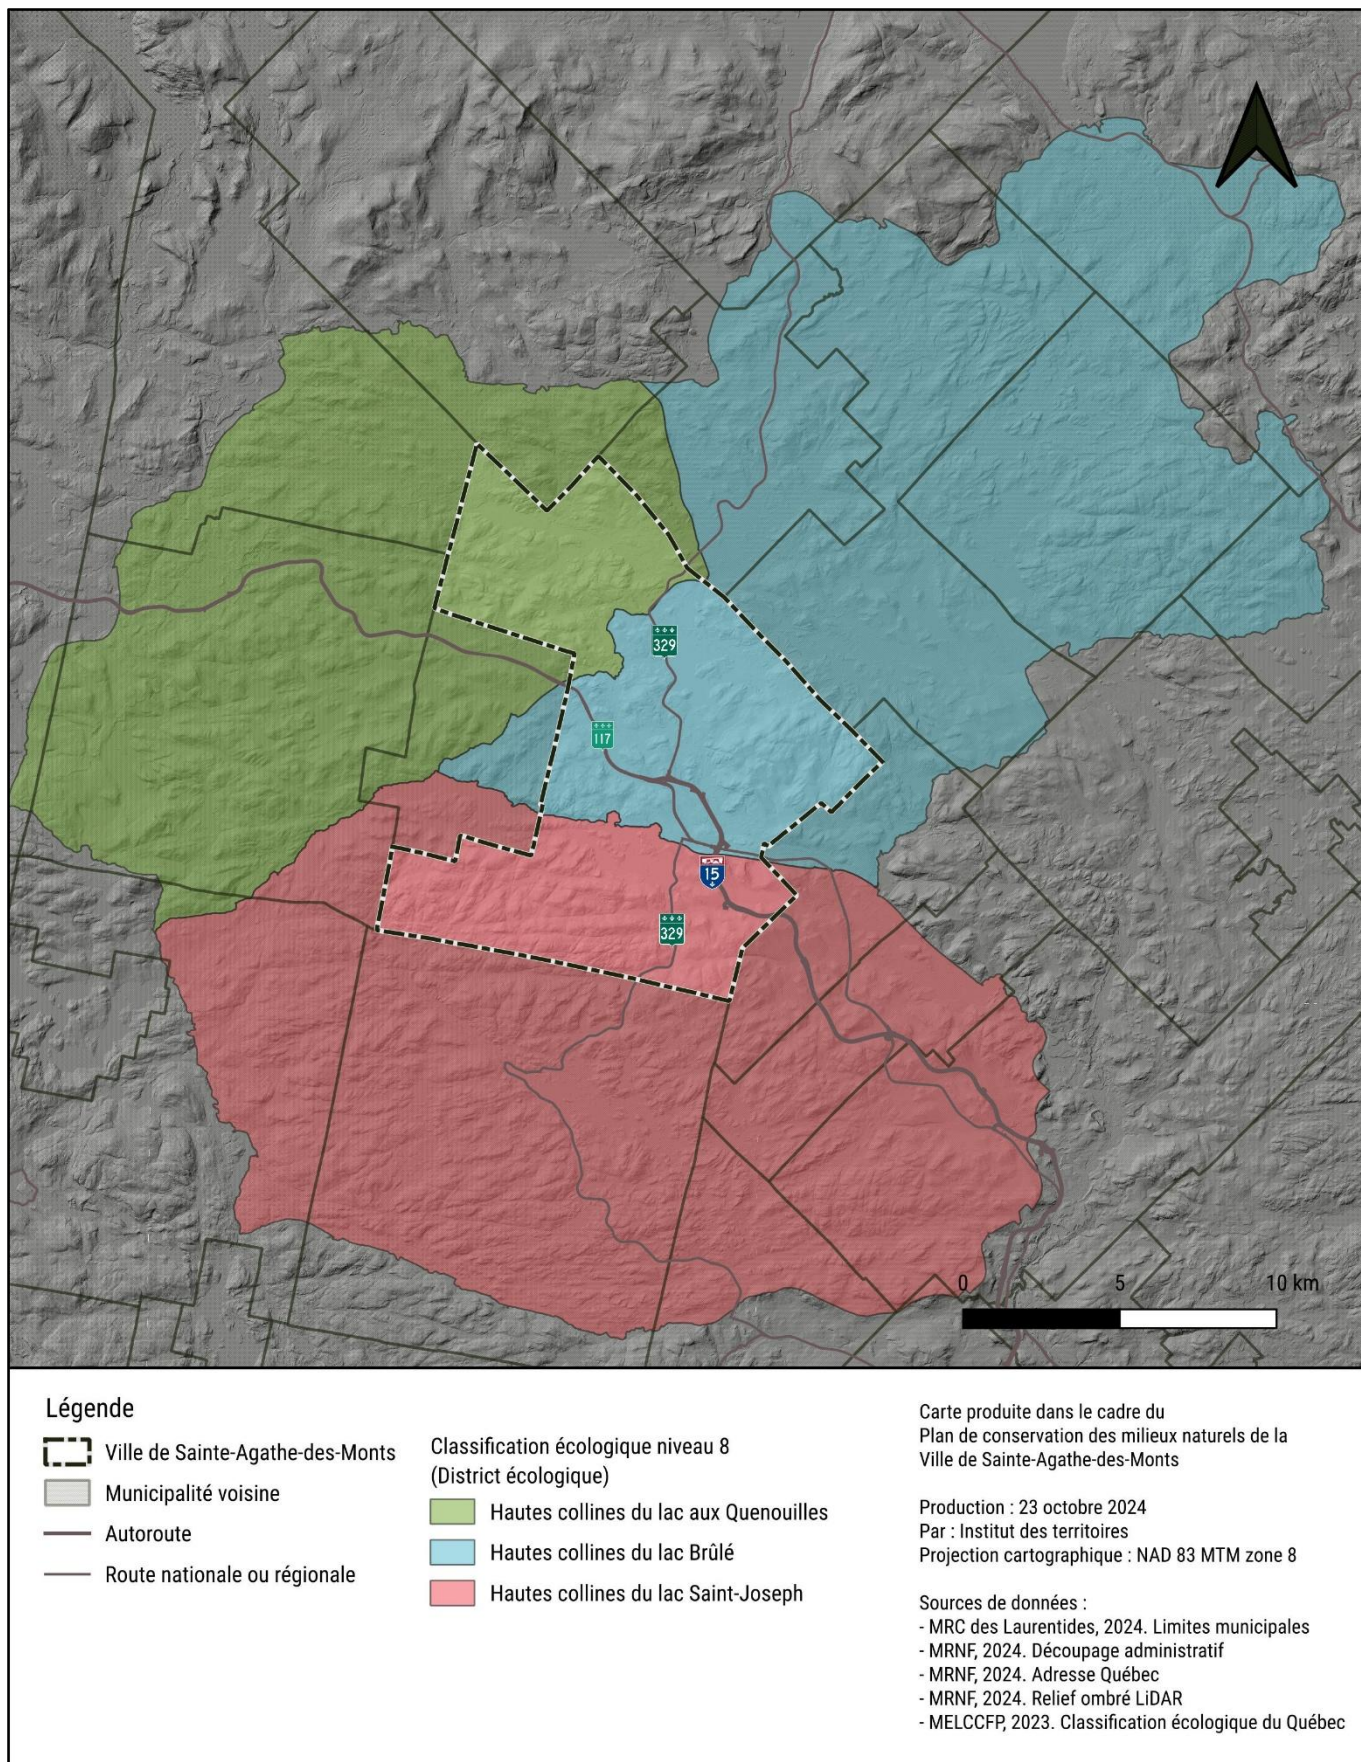 329
117
15
329
0 5 10 km
Légende
Ville de Sainte-Agathe-des-Monts
Municipalité voisine
Autoroute
Route nationale ou régionale
Classification écologique niveau 8
(District écologique)
Hautes collines du lac aux Quenouilles
Hautes collines du lac Brûlé
Hautes collines du lac Saint-Joseph
Carte produite dans le cadre du
Plan de conservation des milieux naturels de la
Ville de Sainte-Agathe-des-Monts
Production : 23 octobre 2024
Par : Institut des territoires
Projection cartographique : NAD 83 MTM zone 8
Sources de données :
- MRC des Laurentides, 2024. Limites municipales
- MRNF, 2024. Découpage administratif
- MRNF, 2024. Adresse Québec
- MRNF, 2024. Relief ombré LiDAR
- MELCCFP, 2023. Classification écologique du Québec